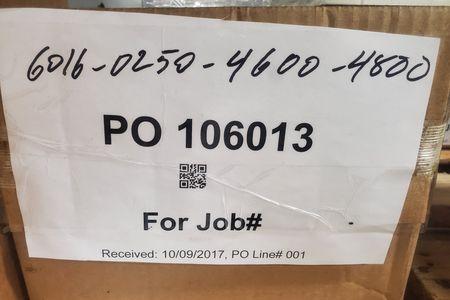 6016-0250-4600-4800
PO 106013
For Job#
Received: 10/09/2017, PO Line# 001